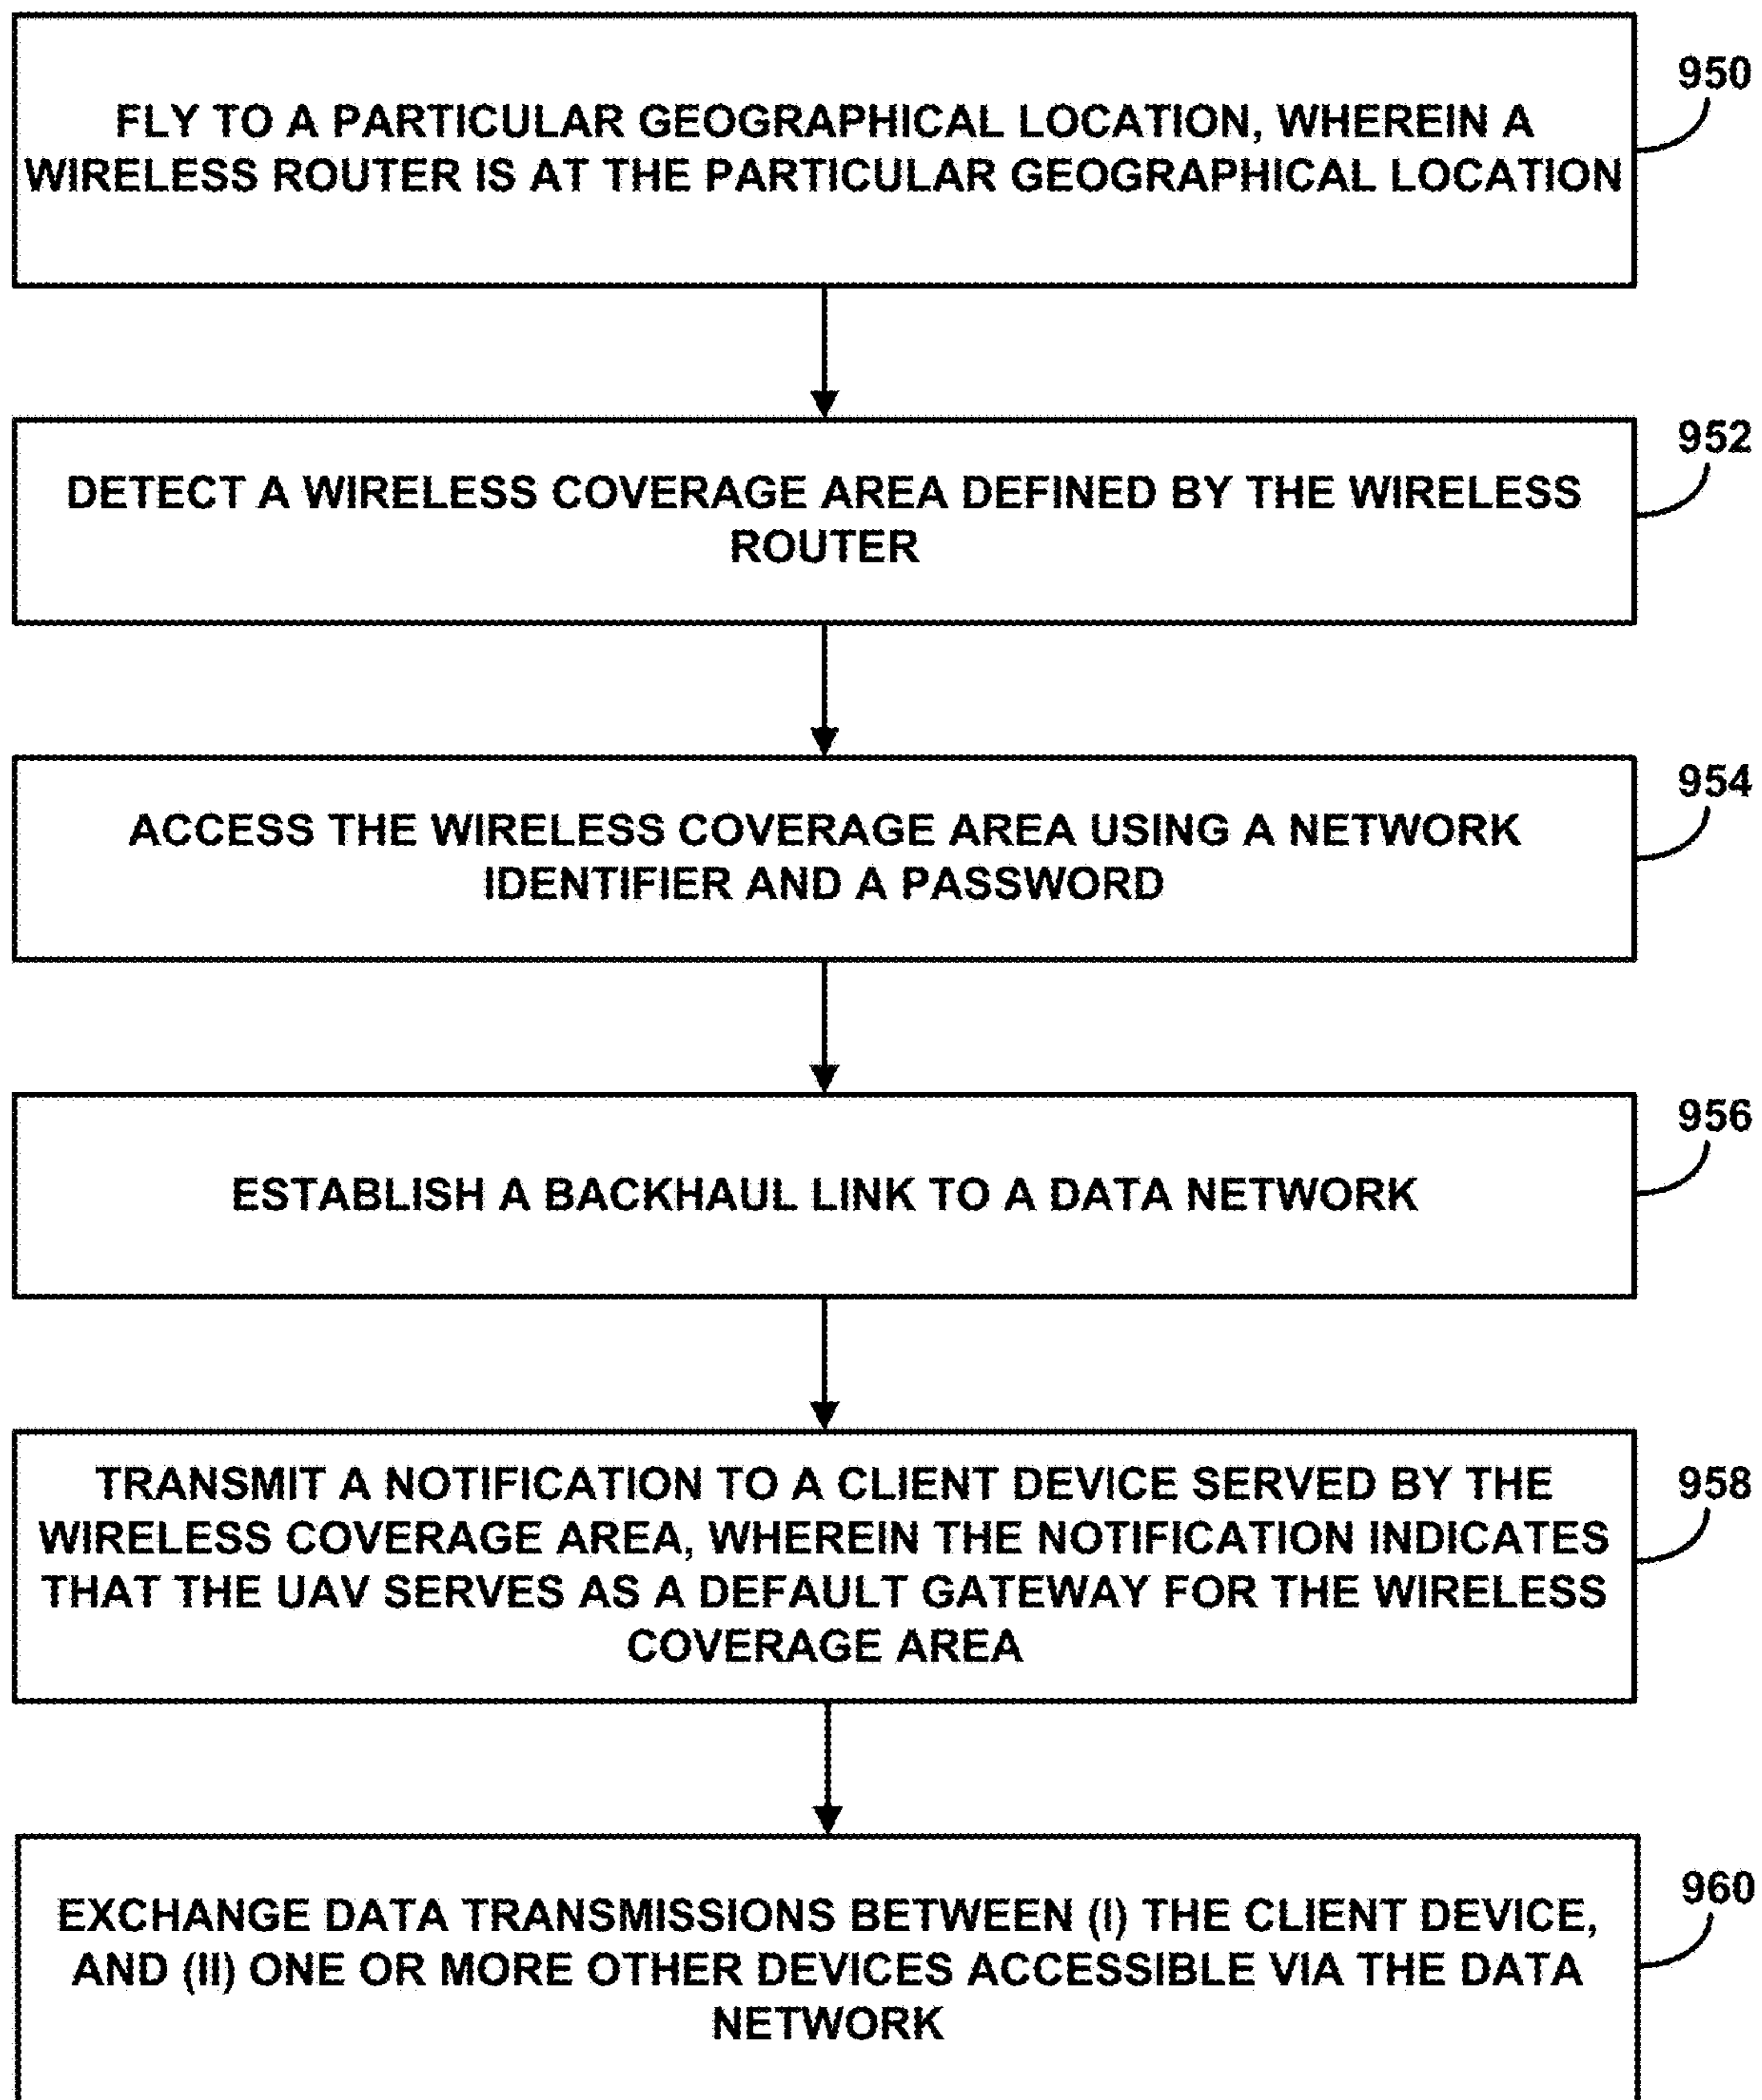 950
FLY TO A PARTICULAR GEOGRAPHICAL LOCATION, WHEREIN A
WIRELESS ROUTER IS AT THE PARTICULAR GEOGRAPHICAL LOCATION
952
DETECT A WIRELESS COVERAGE AREA DEFINED BY THE WIRELESS
ROUTER
954
ACCESS THE WIRELESS COVERAGE AREA USING A NETWORK
IDENTIFIER AND A PASSWORD
956
ESTABLISH A BACKHAUL LINK TO A DATA NETWORK
958
TRANSMIT A NOTIFICATION TO A CLIENT DEVICE SERVED BY THE
WIRELESS COVERAGE AREA, WHEREIN THE NOTIFICATION INDICATES
THAT THE UAV SERVES AS A DEFAULT GATEWAY FOR THE WIRELESS
COVERAGE AREA
960
EXCHANGE DATA TRANSMISSIONS BETWEEN (I) THE CLIENT DEVICE,
AND (II) ONE OR MORE OTHER DEVICES ACCESSIBLE VIA THE DATA
NETWORK